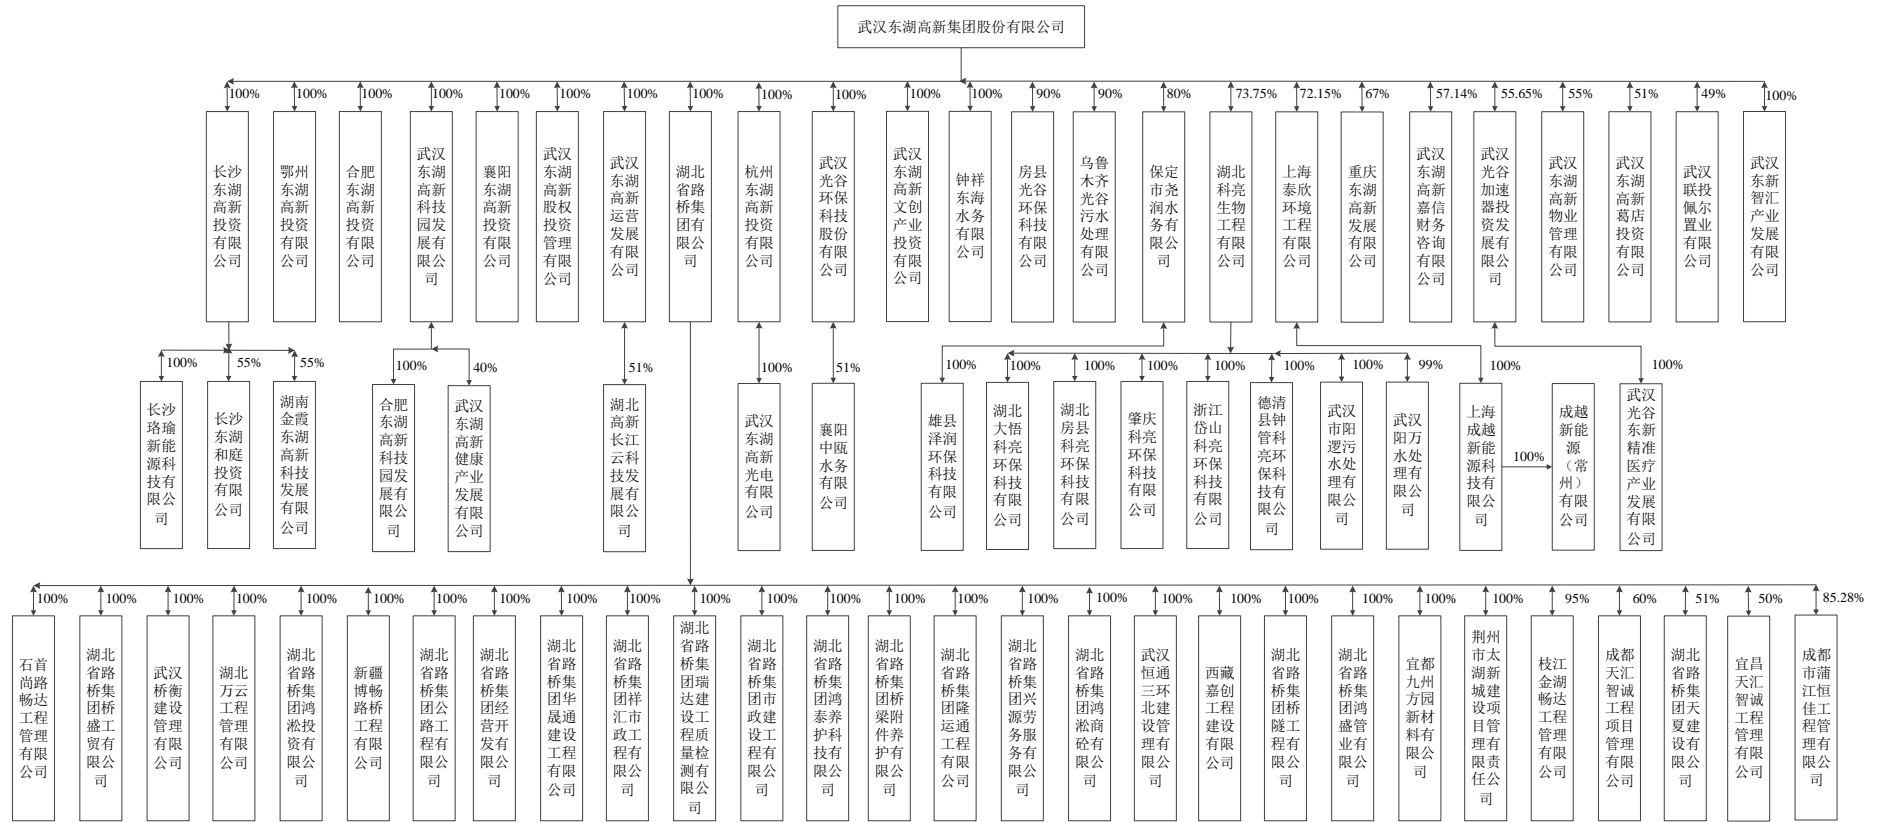 武汉东湖高新集团股份有限公司
100% 100% 100% 100% 100% 100% 100% 100% 100% 100% 100% 100% 90% 90% 80% 73.75% 72.15% 67% 57.14% 55.65% 55% 51% 49% 100%
长沙东湖高新投资有限公司
鄂州东湖高新投资有限公司
合肥东湖高新投资有限公司
武汉东湖高新科技园发展有限公司
襄阳东湖高新投资有限公司
武汉东湖高新股权投资管理有限公司
武汉东湖高新运营发展有限公司
湖北省路桥集团有限公司
杭州东湖高新投资有限公司
武汉光谷环保科技股份有限公司
武汉东湖高新文创产业投资有限公司
钟祥东海水务有限公司
房县光谷环保科技有限公司
乌鲁木齐光谷污水处理有限公司
保定市尧润水务有限公司
湖北科亮生物工程有限公司
上海泰欣环境工程有限公司
重庆东湖高新发展有限公司
武汉东湖高新嘉信财务咨询有限公司
武汉光谷加速器投资发展有限公司
武汉东湖高新物业管理有限公司
武汉东湖高新葛店投资有限公司
武汉联投佩尔置业有限公司
武汉东新智汇产业发展有限公司
100% 55% 55% 100% 40% 51% 100% 51% 100% 100% 100% 100% 100% 100% 100% 99% 100% 100%
长沙珞瑜新能源科技有限公司
长沙东湖和庭投资有限公司
湖南金霞东湖高新科技发展有限公司
合肥东湖高新科技园发展有限公司
武汉东湖高新健康产业发展有限公司
湖北高新长江云科技发展有限公司
武汉东湖高新光电有限公司
襄阳中瓯水务有限公司
雄县泽润环保科技有限公司
湖北大悟科亮环保科技有限公司
湖北房县科亮环保科技有限公司
肇庆科亮环保科技有限公司
浙江岱山科亮环保科技有限公司
德清县钟管科亮环保科技有限公司
武汉市阳逻污水处理有限公司
武汉阳万水处理有限公司
上海成越新能源科技有限公司
100%
成越新能源（常州）有限公司
武汉光谷东新精准医疗产业发展有限公司
100% 100% 100% 100% 100% 100% 100% 100% 100% 100% 100% 100% 100% 100% 100% 100% 100% 100% 100% 100% 100% 100% 100% 95% 60% 51% 50% 85.28%
石首尚路畅达工程管理有限公司
湖北省路桥集团桥盛工贸有限公司
武汉桥衡建设管理有限公司
湖北万云工程管理有限公司
湖北省路桥集团鸿淞投资有限公司
新疆博畅路桥工程有限公司
湖北省路桥集团公路工程有限公司
湖北省路桥集团经营开发有限公司
湖北省路桥集团华晟通建设工程有限公司
湖北省路桥集团祥汇市政工程有限公司
湖北省路桥集团瑞达建设工程质量检测有限公司
湖北省路桥集团市政建设工程有限公司
湖北省路桥集团鸿泰养护科技有限公司
湖北省路桥集团桥梁附件养护有限公司
湖北省路桥集团隆运通工程有限公司
湖北省路桥集团兴源劳务服务有限公司
湖北省路桥集团鸿淞商砼有限公司
武汉恒通三环北建设管理有限公司
西藏嘉创工程建设有限公司
湖北省路桥集团桥隧工程有限公司
湖北省路桥集团鸿盛管业有限公司
宜都九州方园新材料有限公司
荆州市太湖新城建设项目管理有限责任公司
枝江金湖畅达工程管理有限公司
成都天汇智诚工程项目管理有限公司
湖北省路桥集团天夏建设有限公司
宜昌天汇智诚工程管理有限公司
成都市蒲江恒佳工程管理有限公司